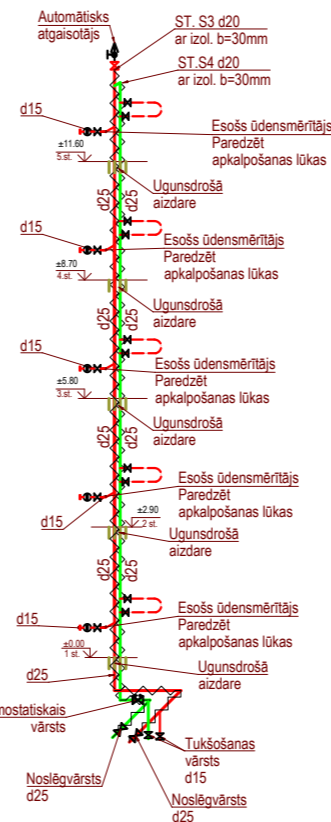 Automātisks
atgaisotājs
ST. S3 d20
ar izol. b=30mm
ST.S4 d20
ar izol. b=30mm
d15
Esošs ūdensmērītājs
Paredzēt
apkalpošanas lūkas
±11.60
5.st.
Ugunsdrošā
aizdare
d25
d25
d15
Esošs ūdensmērītājs
Paredzēt
apkalpošanas lūkas
±8.70
4.st.
Ugunsdrošā
aizdare
d25
d25
d15
Esošs ūdensmērītājs
Paredzēt
apkalpošanas lūkas
±5.80
3.st.
Ugunsdrošā
aizdare
d25
d25
Esošs ūdensmērītājs
Paredzēt
apkalpošanas lūkas
d15
±2.90
2 st.
Ugunsdrošā
aizdare
d25
d25
d15
Esošs ūdensmērītājs
Paredzēt
apkalpošanas lūkas
±0.00
1 st.
Ugunsdrošā
aizdare
d25
mostatiskais
vārsts
Tukšošanas
vārsts
d15
Noslēgvārsts
d25
Noslēgvārsts
d25